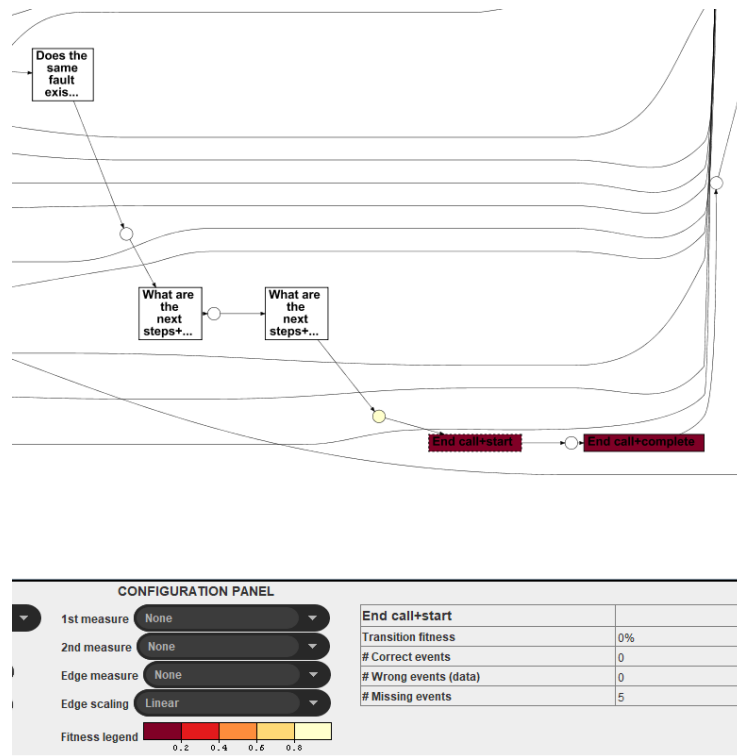 Does the
same
fault
exis...
What are
the
next
steps+...
What are
the
next
steps+...
End call+start
End call+complete
CONFIGURATION PANEL
1st measure None
2nd measure None
Edge measure None
Edge scaling Linear
Fitness legend
0.2 0.4 0.6 0.8
End call+start
Transition fitness 0%
# Correct events 0
# Wrong events (data) 0
# Missing events 5